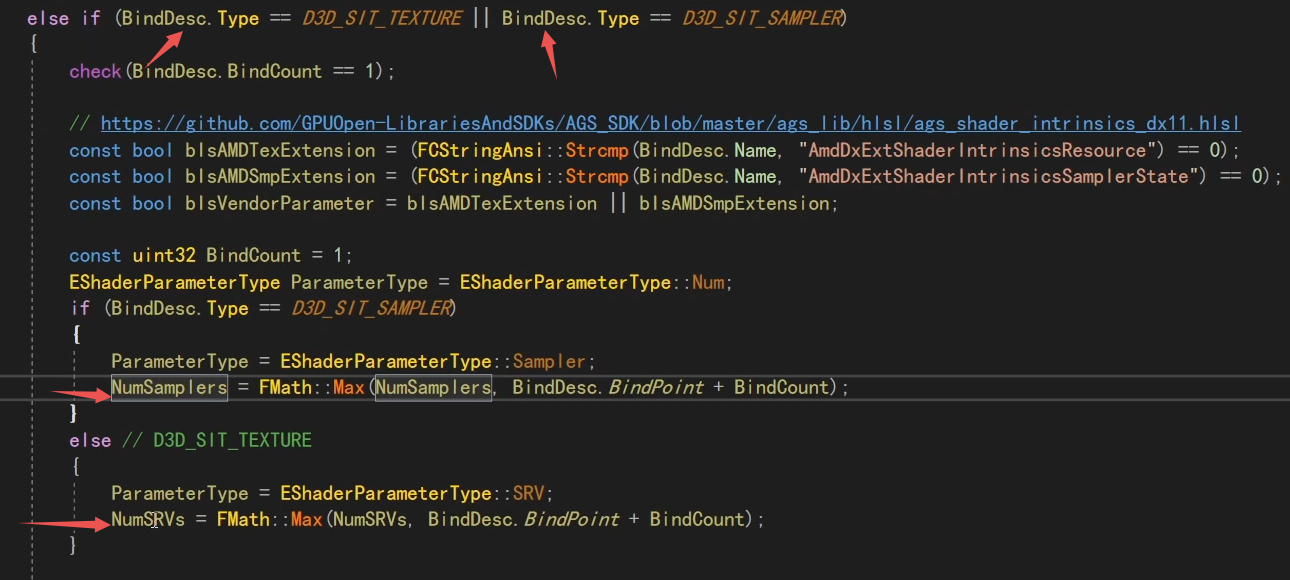 else if (BindDesc.Type == D3D_SIT_TEXTURE || BindDesc.Type == D3D_SIT_SAMPLER)
{
check(BindDesc.BindCount == 1);
// https://github.com/GPUOpen-LibrariesAndSDKs/AGS_SDK/blob/master/ags_lib/hlsl/ags_shader_intrinsics_dx11.hlsl
const bool bIsAMDTexExtension = (FCStringAnsi::Strcmp(BindDesc.Name, "AmdDxExtShaderIntrinsicsResource") == 0);
const bool bIsAMDSmpExtension = (FCStringAnsi::Strcmp(BindDesc.Name, "AmdDxExtShaderIntrinsicsSamplerState") == 0);
const bool bIsVendorParameter = bIsAMDTexExtension || bIsAMDSmpExtension;
const uint32 BindCount = 1;
EShaderParameterType ParameterType = EShaderParameterType::Num;
if (BindDesc.Type == D3D_SIT_SAMPLER)
{
ParameterType = EShaderParameterType::Sampler;
NumSamplers = FMath::Max(NumSamplers, BindDesc.BindPoint + BindCount);
}
else // D3D_SIT_TEXTURE
{
ParameterType = EShaderParameterType::SRV;
NumSRVs = FMath::Max(NumSRVs, BindDesc.BindPoint + BindCount);
}